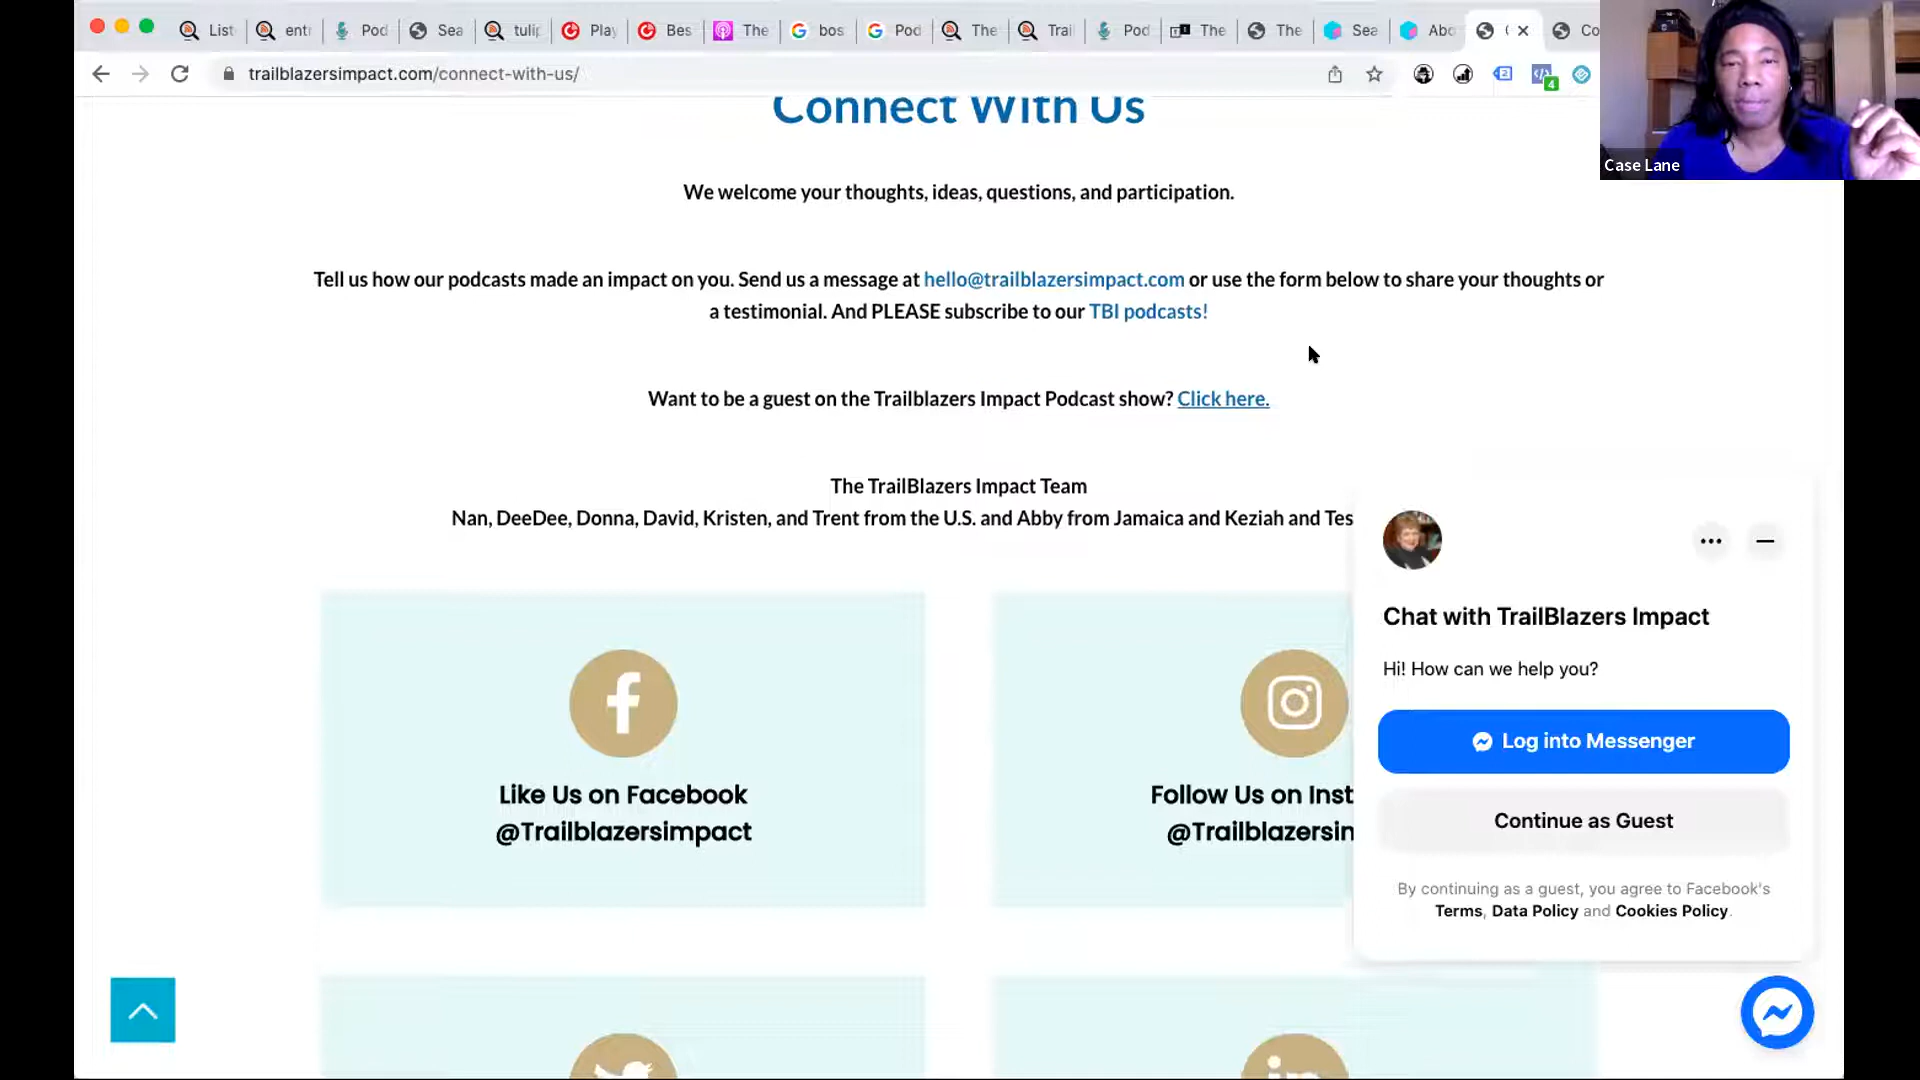 List
entr
Pod
Sea
tulip
Play
Bes
The
bos
Pod
The
Trai
Pod
The
The
Sea
Abo
Co
trailblazersimpact.com/connect-with-us/
4
Case Lane
Connect With Us
We welcome your thoughts, ideas, questions, and participation.
Tell us how our podcasts made an impact on you. Send us a message at hello@trailblazersimpact.com or use the form below to share your thoughts or
a testimonial. And PLEASE subscribe to our TBI podcasts!
Want to be a guest on the Trailblazers Impact Podcast show? Click here.
The TrailBlazers Impact Team
Nan, DeeDee, Donna, David, Kristen, and Trent from the U.S. and Abby from Jamaica and Keziah and Tes
Like Us on Facebook
@Trailblazersimpact
Follow Us on Inst
@Trailblazersin
Chat with TrailBlazers Impact
Hi! How can we help you?
Log into Messenger
Continue as Guest
By continuing as a guest, you agree to Facebook's
Terms, Data Policy and Cookies Policy.